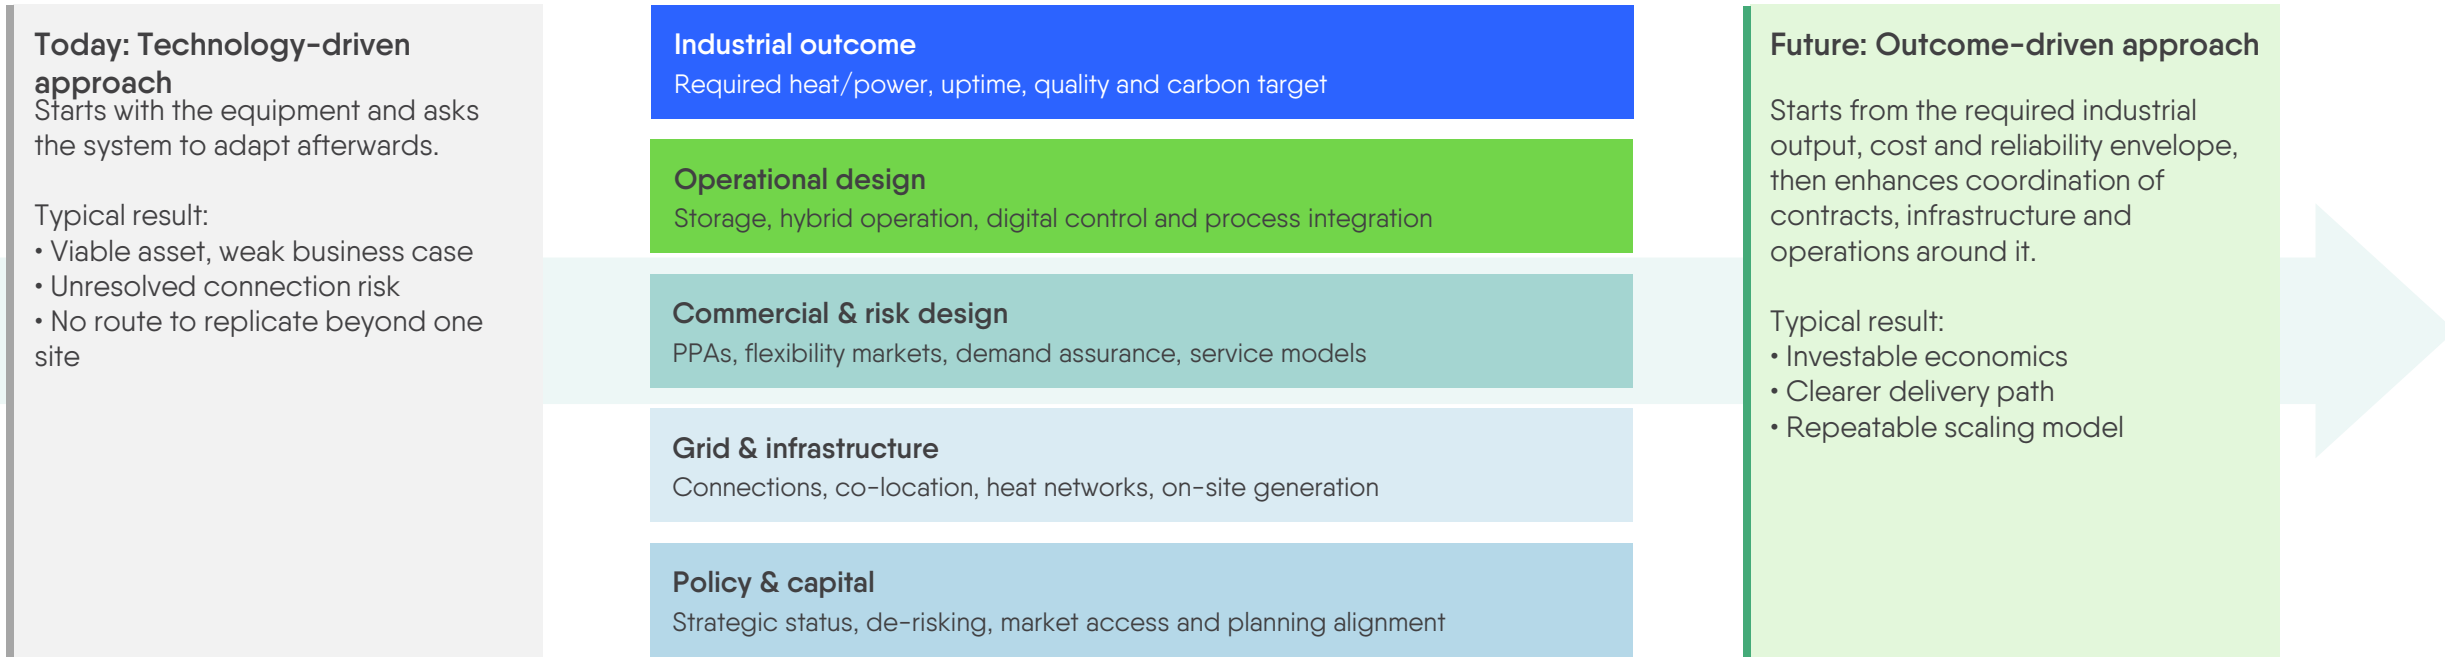 Today: Technology-driven
approach
Starts with the equipment and asks
the system to adapt afterwards.
Typical result:
• Viable asset, weak business case
• Unresolved connection risk
• No route to replicate beyond one
site
Industrial outcome
Required heat/power, uptime, quality and carbon target
Operational design
Storage, hybrid operation, digital control and process integration
Commercial & risk design
PPAs, flexibility markets, demand assurance, service models
Grid & infrastructure
Connections, co-location, heat networks, on-site generation
Policy & capital
Strategic status, de-risking, market access and planning alignment
Future: Outcome-driven approach
Starts from the required industrial
output, cost and reliability envelope,
then enhances coordination of
contracts, infrastructure and
operations around it.
Typical result:
• Investable economics
• Clearer delivery path
• Repeatable scaling model